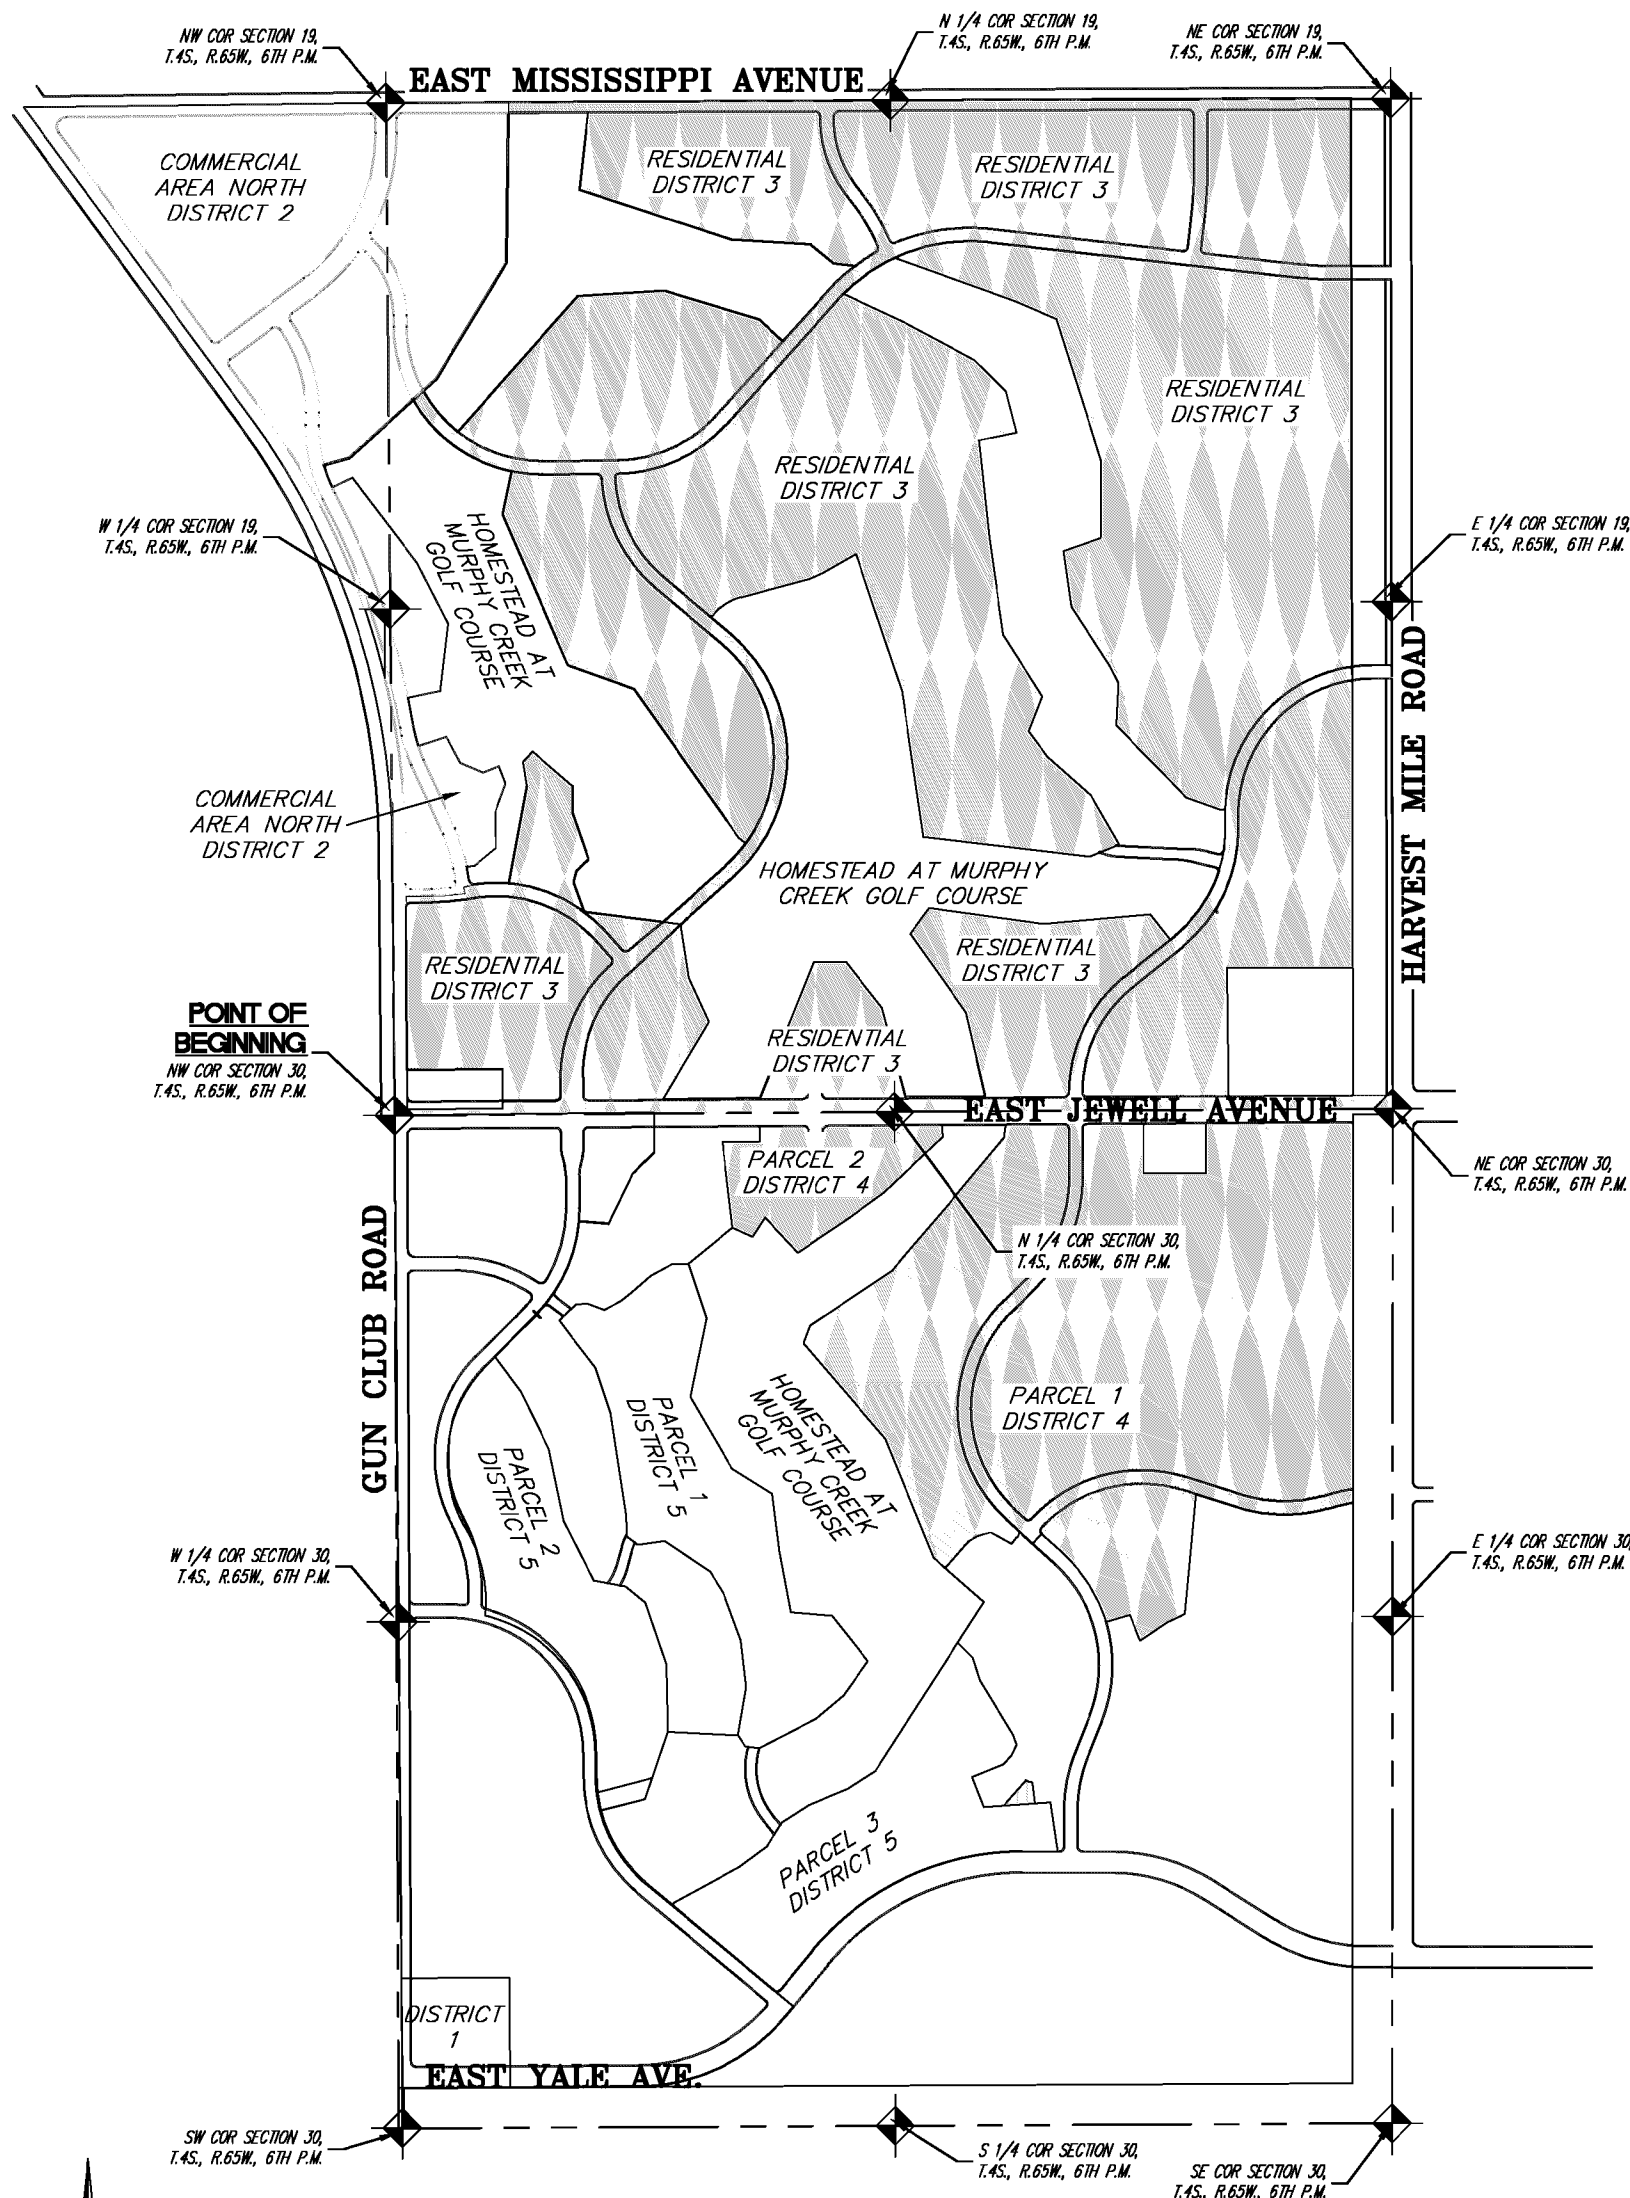 NW COR SECTION 19,
T.4S., R.65W., 6TH P.M.
N 1/4 COR SECTION 19,
T.4S., R.65W., 6TH P.M.
NE COR SECTION 19,
T.4S., R.65W., 6TH P.M.
EAST MISSISSIPPI AVENUE
COMMERCIAL
AREA NORTH
DISTRICT 2
RESIDENTIAL
DISTRICT 3
RESIDENTIAL
DISTRICT 3
RESIDENTIAL
DISTRICT 3
RESIDENTIAL
DISTRICT 3
W 1/4 COR SECTION 19,
T.4S., R.65W., 6TH P.M.
HOMESTEAD AT
MURPHY CREEK
GOLF COURSE
E 1/4 COR SECTION 19,
T.4S., R.65W., 6TH P.M.
HARVEST MILE ROAD
COMMERCIAL
AREA NORTH
DISTRICT 2
HOMESTEAD AT MURPHY
CREEK GOLF COURSE
RESIDENTIAL
DISTRICT 3
RESIDENTIAL
DISTRICT 3
RESIDENTIAL
DISTRICT 3
POINT OF
BEGINNING
NW COR SECTION 30,
T.4S., R.65W., 6TH P.M.
EAST JEWELL AVENUE
PARCEL 2
DISTRICT 4
NE COR SECTION 30,
T.4S., R.65W., 6TH P.M.
N 1/4 COR SECTION 30,
T.4S., R.65W., 6TH P.M.
GUN CLUB ROAD
PARCEL 1
DISTRICT 5
HOMESTEAD AT
MURPHY CREEK
GOLF COURSE
PARCEL 1
DISTRICT 4
PARCEL 2
DISTRICT 5
W 1/4 COR SECTION 30,
T.4S., R.65W., 6TH P.M.
E 1/4 COR SECTION 30,
T.4S., R.65W., 6TH P.M.
PARCEL 3
DISTRICT 5
DISTRICT
1
EAST YALE AVE.
SW COR SECTION 30,
T.4S., R.65W., 6TH P.M.
S 1/4 COR SECTION 30,
T.4S., R.65W., 6TH P.M.
SE COR SECTION 30,
T.4S., R.65W., 6TH P.M.